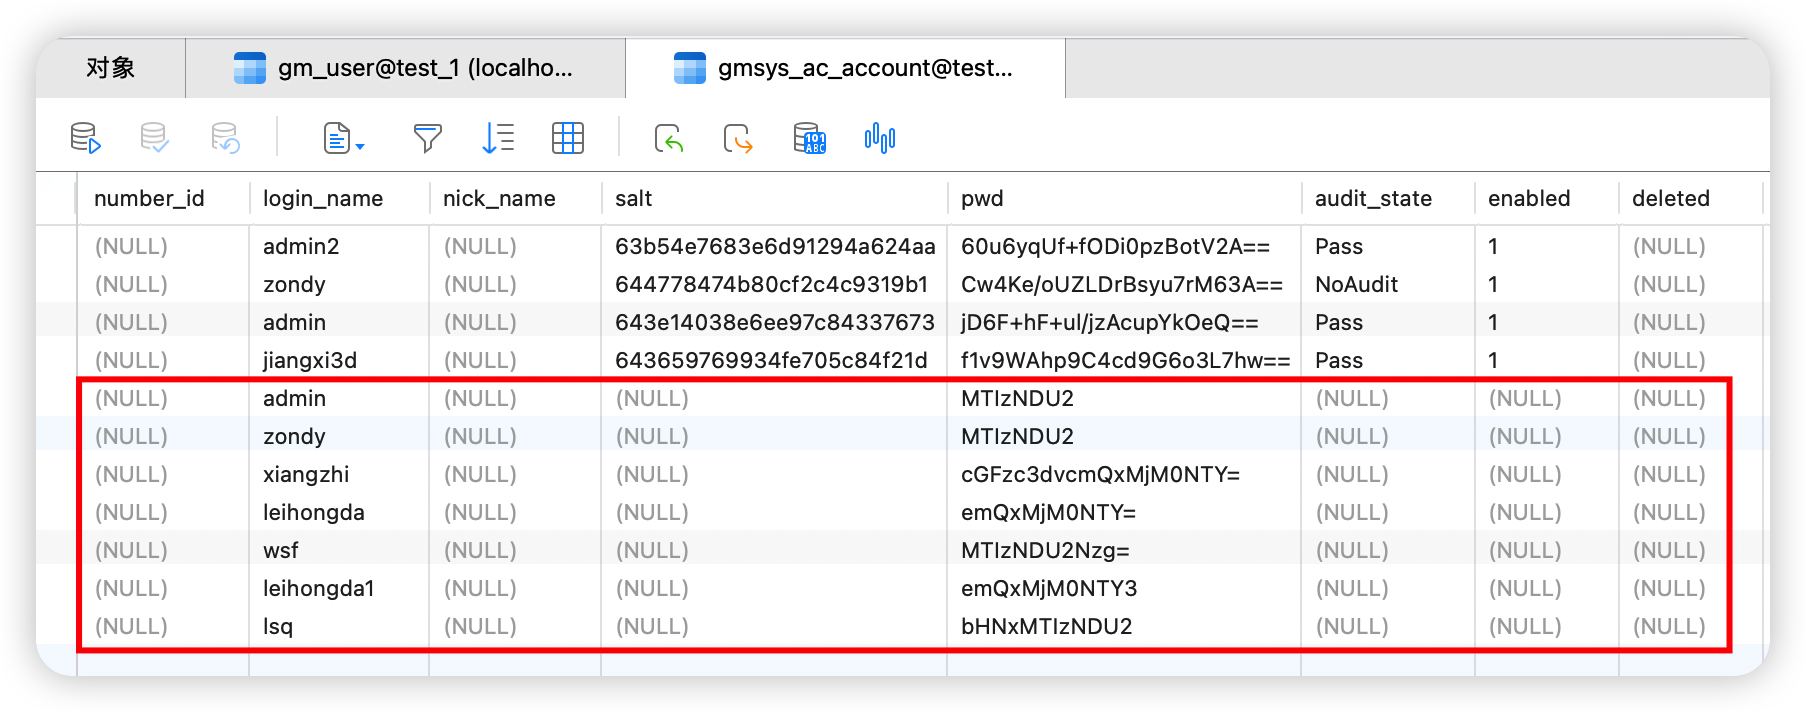 对象 gm_user@test_1 (localho... gmsys_ac_account@test...
number_id login_name nick_name salt pwd audit_state enabled deleted
(NULL) admin2 (NULL) 63b54e7683e6d91294a624aa 60u6yqUf+fODi0pzBotV2A== Pass 1 (NULL)
(NULL) zondy (NULL) 644778474b80cf2c4c9319b1 Cw4Ke/oUZLDrBsyu7rM63A== NoAudit 1 (NULL)
(NULL) admin (NULL) 643e14038e6ee97c84337673 jD6F+hF+ul/jzAcupYkOeQ== Pass 1 (NULL)
(NULL) jiangxi3d (NULL) 643659769934fe705c84f21d f1v9WAhp9C4cd9G6o3L7hw== Pass 1 (NULL)
(NULL) admin (NULL) (NULL) MTIzNDU2 (NULL) (NULL) (NULL)
(NULL) zondy (NULL) (NULL) MTIzNDU2 (NULL) (NULL) (NULL)
(NULL) xiangzhi (NULL) (NULL) cGFzc3dvcmQxMjM0NTY= (NULL) (NULL) (NULL)
(NULL) leihongda (NULL) (NULL) emQxMjM0NTY= (NULL) (NULL) (NULL)
(NULL) wsf (NULL) (NULL) MTIzNDU2Nzg= (NULL) (NULL) (NULL)
(NULL) leihongda1 (NULL) (NULL) emQxMjM0NTY3 (NULL) (NULL) (NULL)
(NULL) lsq (NULL) (NULL) bHNxMTIzNDU2 (NULL) (NULL) (NULL)